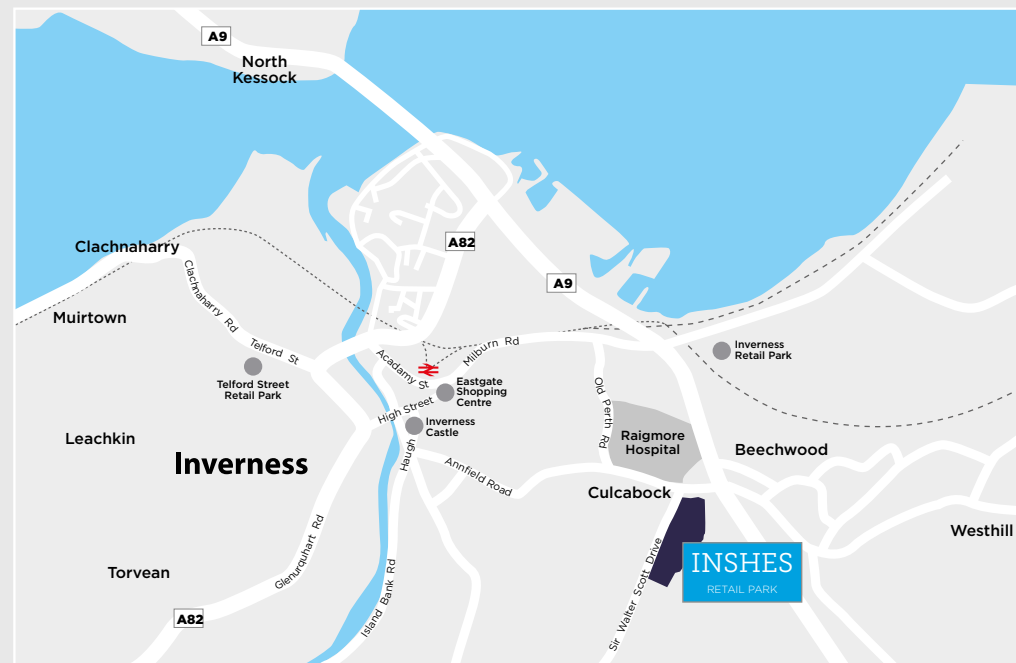 A9
North
Kessock
A82
Clachnaharry
A9
Clachnaharry Rd
Muirtown
Telford St
Milburn Rd
Inverness
Retail Park
Acadamy St
Telford Street
Retail Park
Eastgate
Shopping
Centre
Old Perth Rd
High Street
Inverness
Castle
Leachkin
Raigmore
Hospital
Beechwood
Inverness
Haugh
Annfield Road
Culcabock
Westhill
Glenurquhart Rd
INSHES
RETAIL PARK
Torvean
Island Bank Rd
Sir Walter Scott Drive
A82